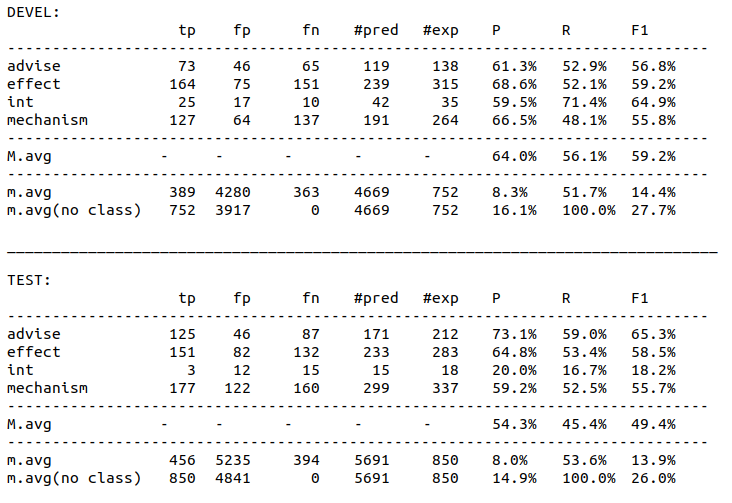 DEVEL:
                   tp   fp     fn   #pred  #exp   P      R      F1
------------------------------------------------------------------------------
advise             73   46     65    119    138   61.3%  52.9%  56.8%
effect            164   75    151    239    315   68.6%  52.1%  59.2%
int                25   17     10     42     35   59.5%  71.4%  64.9%
mechanism         127   64    137    191    264   66.5%  48.1%  55.8%
------------------------------------------------------------------------------
M.avg            -     -      -       -      -    64.0%  56.1%  59.2%
------------------------------------------------------------------------------
m.avg             389  4280   363   4669    752   8.3%   51.7%  14.4%
m.avg(no class)   752  3917     0   4669    752   16.1%  100.0% 27.7%
_______________________________________________________________________________
TEST:
                   tp   fp     fn   #pred  #exp   P      R      F1
------------------------------------------------------------------------------
advise            125   46     87    171    212   73.1%  59.0%  65.3%
effect            151   82    132    233    283   64.8%  53.4%  58.5%
int                 3   12     15     15     18   20.0%  16.7%  18.2%
mechanism         177  122    160    299    337   59.2%  52.5%  55.7%
------------------------------------------------------------------------------
M.avg            -     -      -       -      -    54.3%  45.4%  49.4%
------------------------------------------------------------------------------
m.avg             456  5235   394   5691    850   8.0%   53.6%  13.9%
m.avg(no class)   850  4841     0   5691    850   14.9%  100.0% 26.0%